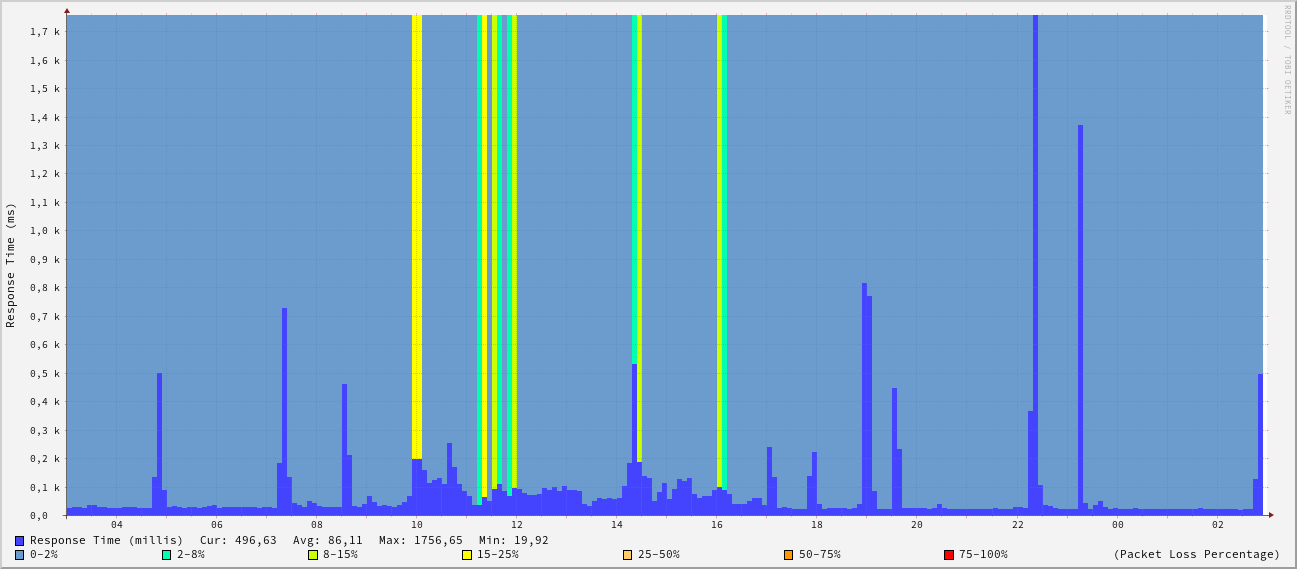 RRDTOOL / TOBI OETIKER
Response Time (ms)
1,7 k
1,6 k
1,5 k
1,4 k
1,3 k
1,2 k
1,1 k
1,0 k
0,9 k
0,8 k
0,7 k
0,6 k
0,5 k
0,4 k
0,3 k
0,2 k
0,1 k
0,0
04 06 08 10 12 14 16 18 20 22 00 02
Response Time (millis) Cur: 496,63 Avg: 86,11 Max: 1756,65 Min: 19,92
0-2% 2-8% 8-15% 15-25% 25-50% 50-75% 75-100% (Packet Loss Percentage)